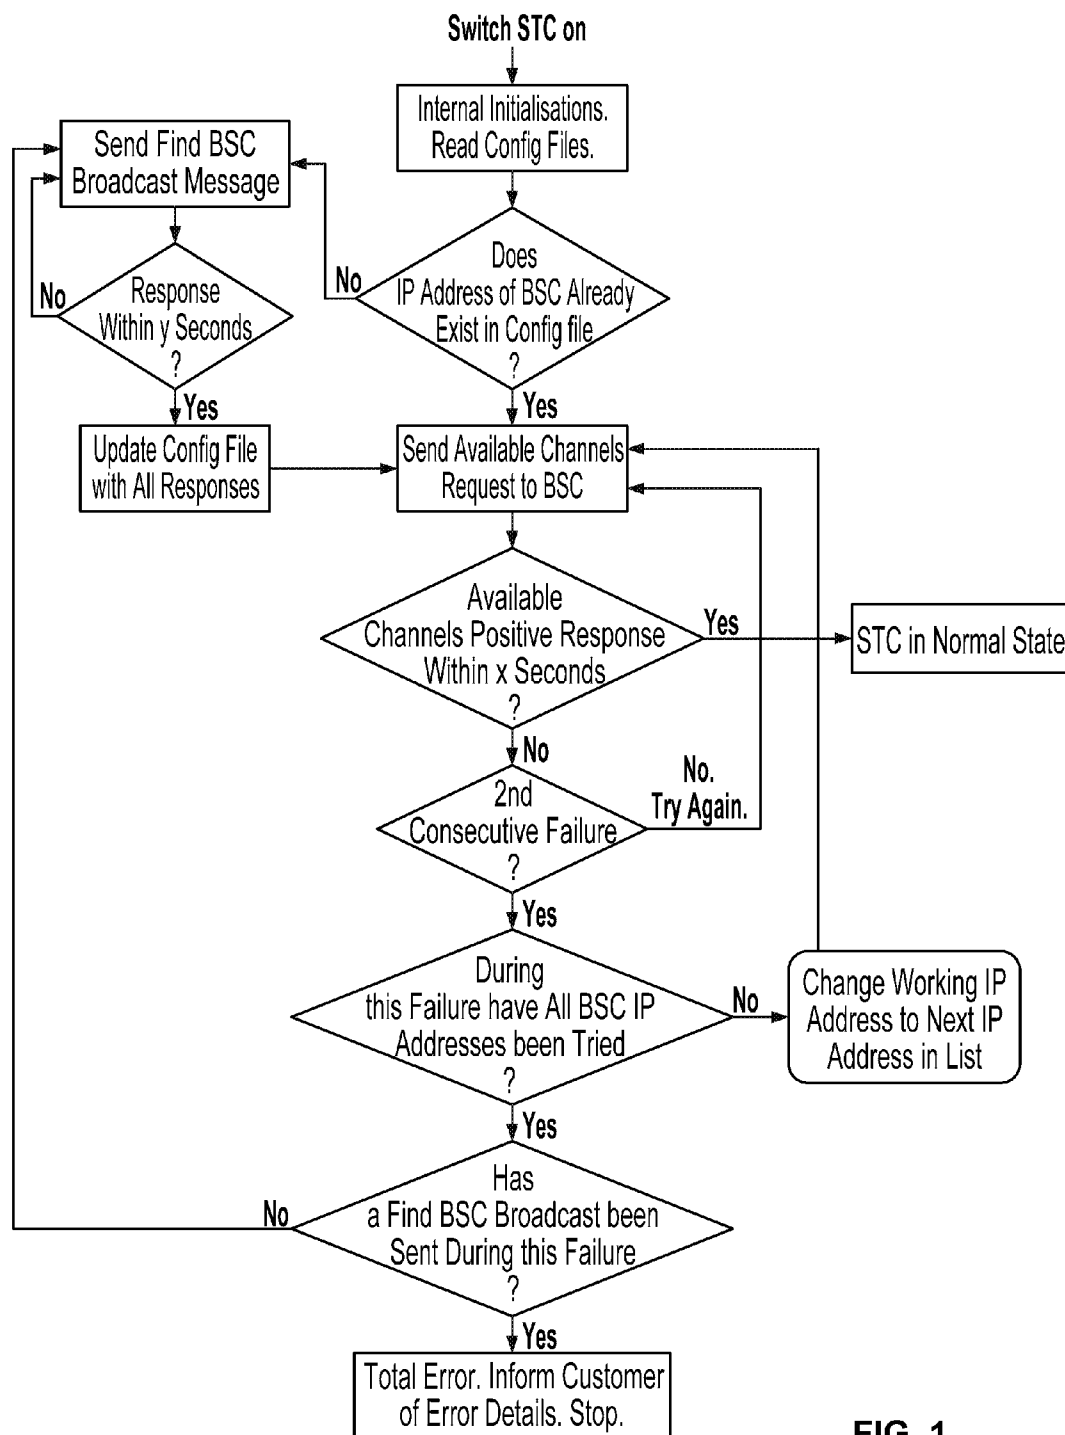 Switch STC on
Internal Initialisations.
Read Config Files.
Send Find BSC
Broadcast Message
Does
IP Address of BSC Already
Exist in Config file
?
No
Response
Within y Seconds
?
No
Yes
Yes
Update Config File
with All Responses
Send Available Channels
Request to BSC
Available
Channels Positive Response
Within x Seconds
?
Yes
STC in Normal State
No
2nd
Consecutive Failure
?
No.
Try Again.
Yes
During
this Failure have All BSC IP
Addresses been Tried
?
No
Change Working IP
Address to Next IP
Address in List
Yes
Has
a Find BSC Broadcast been
Sent During this Failure
?
No
Yes
Total Error. Inform Customer
of Error Details. Stop.
FIG. 1